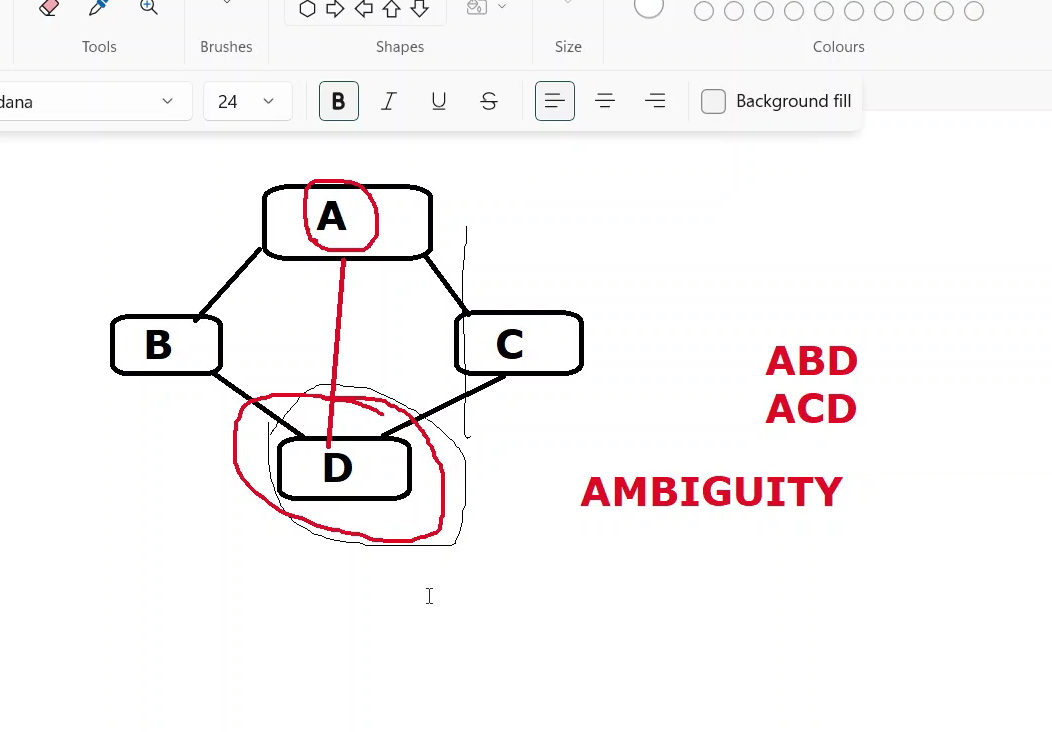 Tools Brushes Shapes Size Colours
dana 24 B I U S Background fill
A
B C
ABD
ACD
D
AMBIGUITY